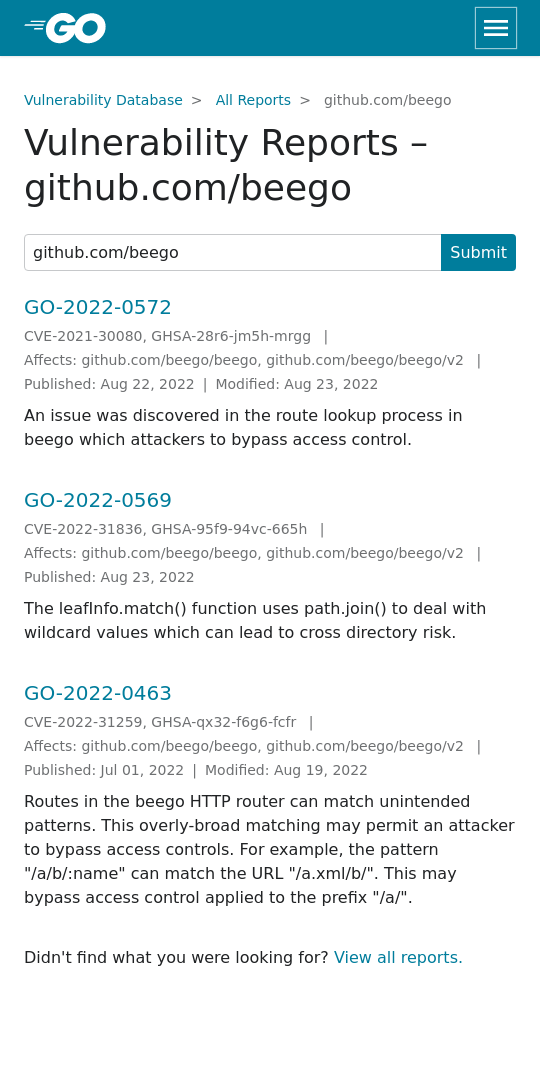 GO
Vulnerability Database > All Reports > github.com/beego
Vulnerability Reports –
github.com/beego
github.com/beego Submit
GO-2022-0572
CVE-2021-30080, GHSA-28r6-jm5h-mrgg |
Affects: github.com/beego/beego, github.com/beego/beego/v2 |
Published: Aug 22, 2022 | Modified: Aug 23, 2022
An issue was discovered in the route lookup process in
beego which attackers to bypass access control.
GO-2022-0569
CVE-2022-31836, GHSA-95f9-94vc-665h |
Affects: github.com/beego/beego, github.com/beego/beego/v2 |
Published: Aug 23, 2022
The leafInfo.match() function uses path.join() to deal with
wildcard values which can lead to cross directory risk.
GO-2022-0463
CVE-2022-31259, GHSA-qx32-f6g6-fcfr |
Affects: github.com/beego/beego, github.com/beego/beego/v2 |
Published: Jul 01, 2022 | Modified: Aug 19, 2022
Routes in the beego HTTP router can match unintended
patterns. This overly-broad matching may permit an attacker
to bypass access controls. For example, the pattern
"/a/b/:name" can match the URL "/a.xml/b/". This may
bypass access control applied to the prefix "/a/".
Didn't find what you were looking for? View all reports.